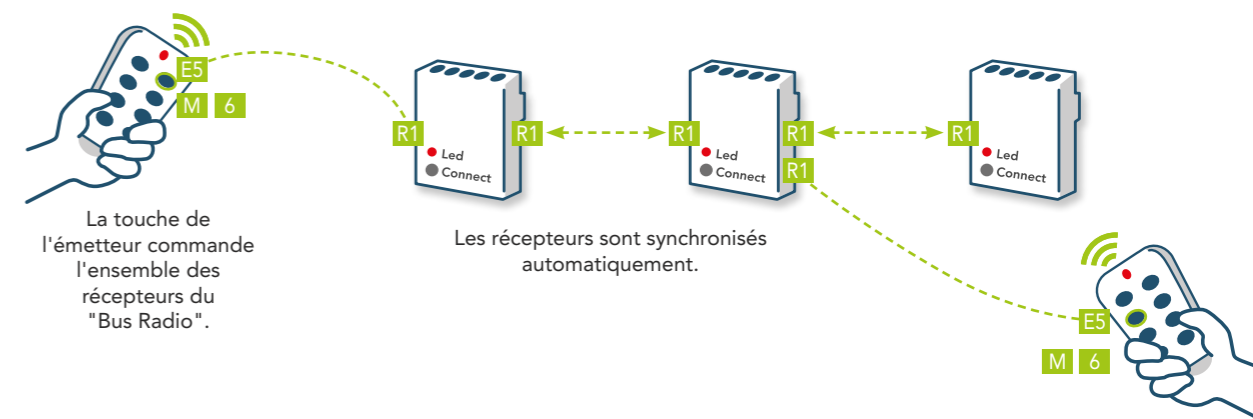 E5
M 6
R1
R1
R1
R1
R1
R1
Led
Connect
Led
Connect
Led
Connect
La touche de
l'émetteur commande
l'ensemble des
récepteurs du
"Bus Radio".
Les récepteurs sont synchronisés
automatiquement.
E5
M 6